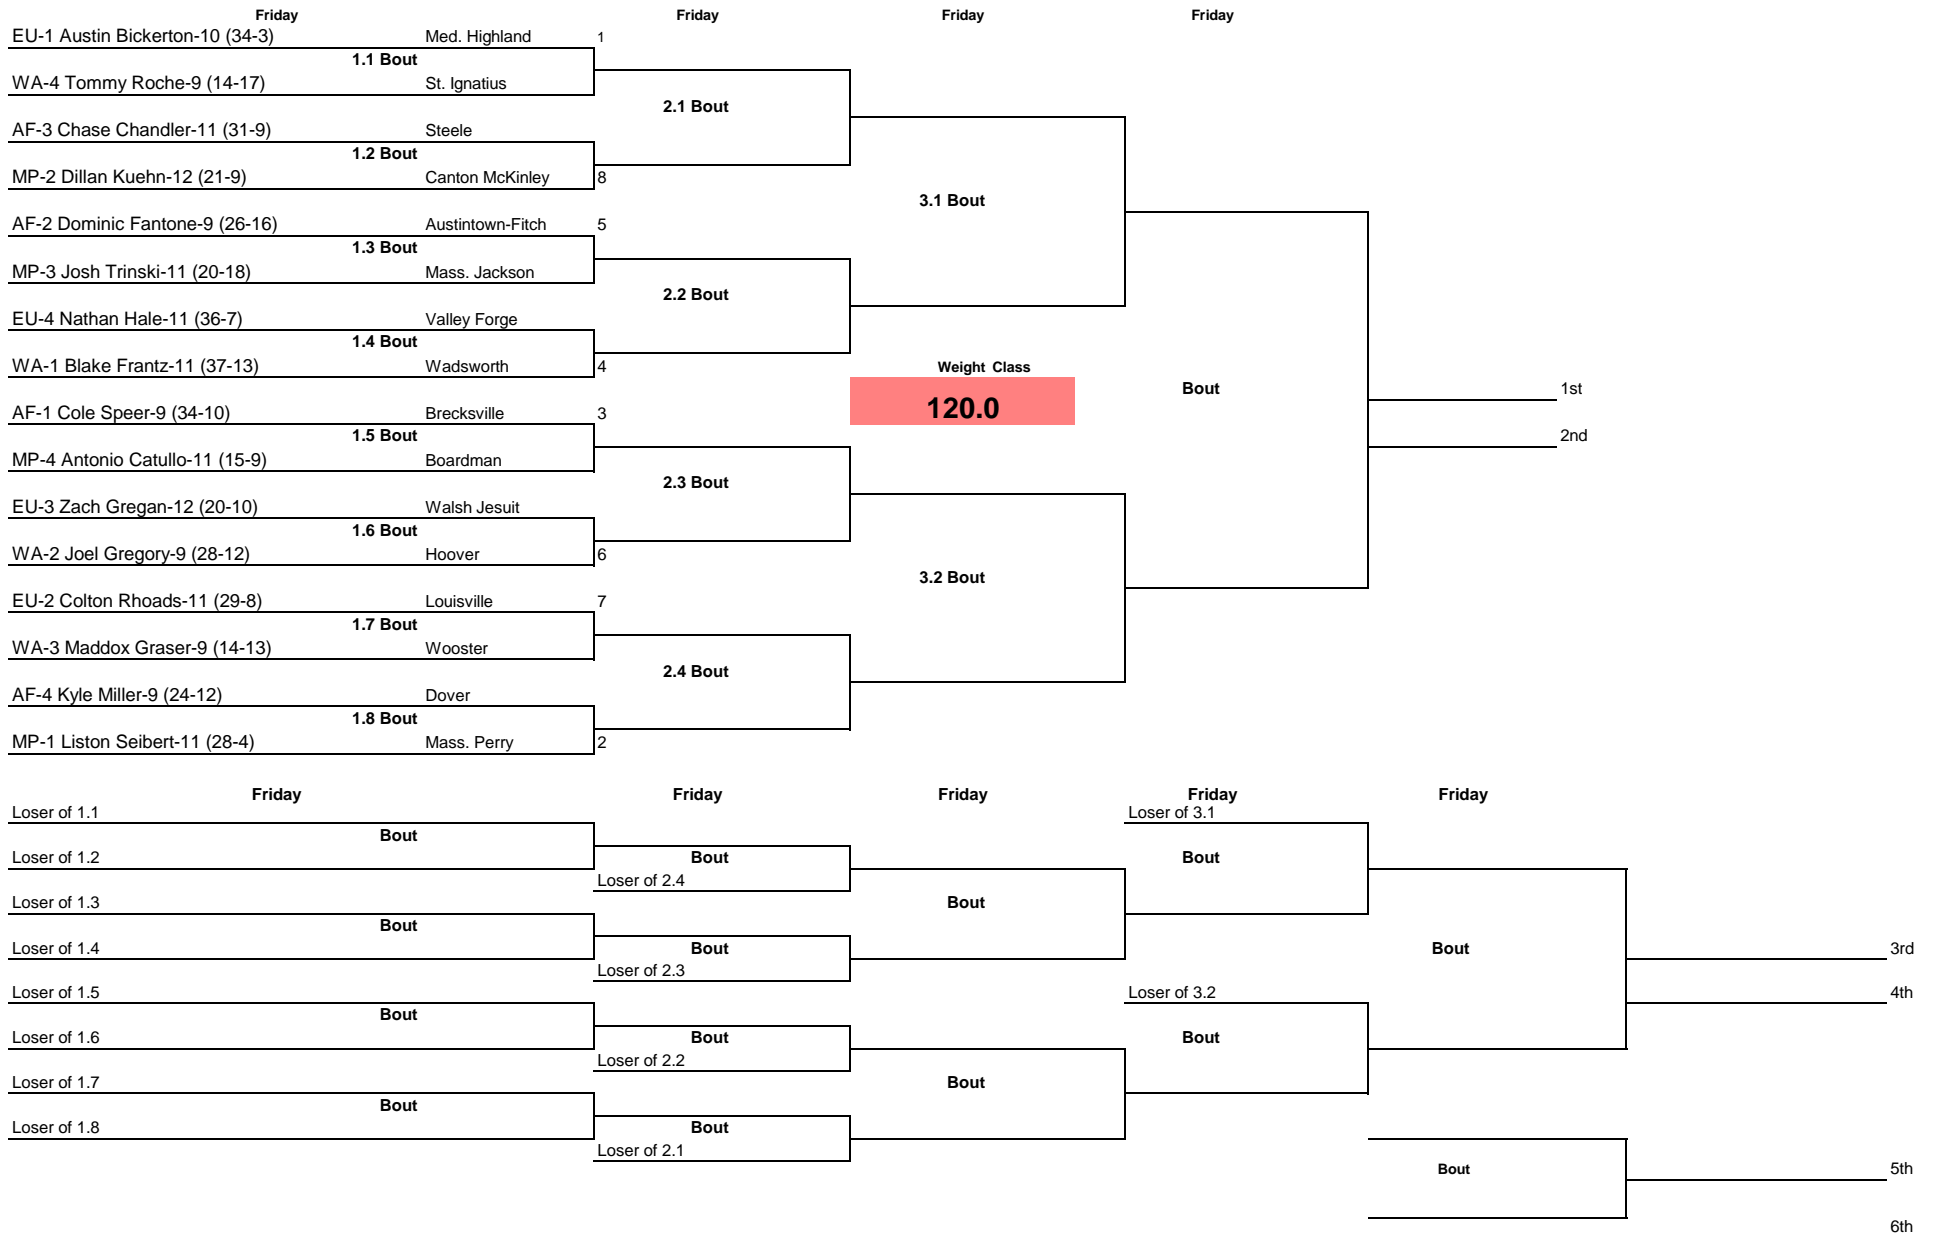 Friday Friday Friday Friday
EU-1 Austin Bickerton-10 (34-3) Med. Highland 1
1.1 Bout
WA-4 Tommy Roche-9 (14-17) St. Ignatius
2.1 Bout
AF-3 Chase Chandler-11 (31-9) Steele
1.2 Bout
MP-2 Dillan Kuehn-12 (21-9) Canton McKinley 8
3.1 Bout
AF-2 Dominic Fantone-9 (26-16) Austintown-Fitch 5
1.3 Bout
MP-3 Josh Trinski-11 (20-18) Mass. Jackson
2.2 Bout
EU-4 Nathan Hale-11 (36-7) Valley Forge
1.4 Bout
WA-1 Blake Frantz-11 (37-13) Wadsworth 4 Weight Class
Bout 1st
120.0
AF-1 Cole Speer-9 (34-10) Brecksville 3
1.5 Bout 2nd
MP-4 Antonio Catullo-11 (15-9) Boardman
2.3 Bout
EU-3 Zach Gregan-12 (20-10) Walsh Jesuit
1.6 Bout
WA-2 Joel Gregory-9 (28-12) Hoover 6
3.2 Bout
EU-2 Colton Rhoads-11 (29-8) Louisville 7
1.7 Bout
WA-3 Maddox Graser-9 (14-13) Wooster
2.4 Bout
AF-4 Kyle Miller-9 (24-12) Dover
1.8 Bout
MP-1 Liston Seibert-11 (28-4) Mass. Perry 2
Friday Friday Friday Friday Friday
Loser of 1.1 Loser of 3.1
Bout
Loser of 1.2 Bout Bout
Loser of 2.4
Loser of 1.3 Bout
Bout
Loser of 1.4 Bout Bout 3rd
Loser of 2.3
Loser of 1.5 Loser of 3.2 4th
Bout
Loser of 1.6 Bout Bout
Loser of 2.2
Loser of 1.7 Bout
Bout
Loser of 1.8 Bout
Loser of 2.1
Bout 5th
6th